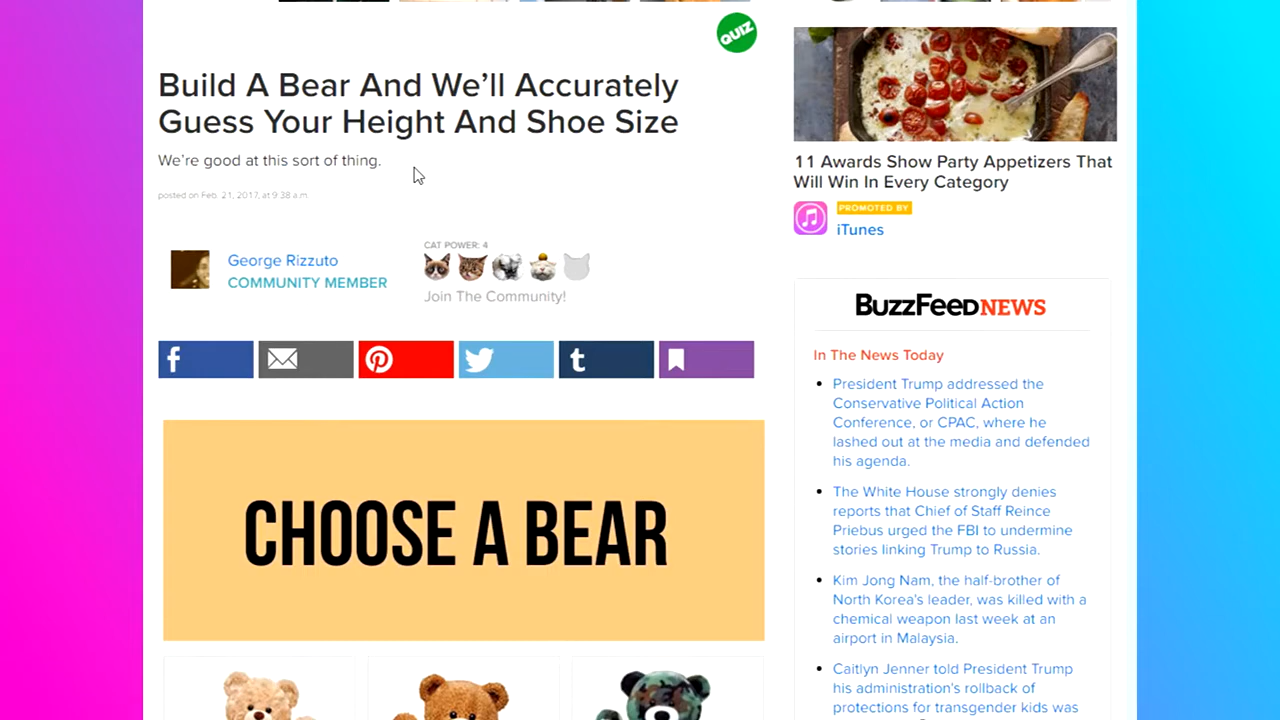 QUIZ
Build A Bear And We’ll Accurately
Guess Your Height And Shoe Size
We’re good at this sort of thing.
posted on Feb. 21, 2017, at 9:38 a.m.
George Rizzuto
COMMUNITY MEMBER
CAT POWER: 4
Join The Community!
CHOOSE A BEAR
11 Awards Show Party Appetizers That
Will Win In Every Category
PROMOTED BY
iTunes
BuzzFeedNEWS
In The News Today
President Trump addressed the
Conservative Political Action
Conference, or CPAC, where he
lashed out at the media and defended
his agenda.
The White House strongly denies
reports that Chief of Staff Reince
Priebus urged the FBI to undermine
stories linking Trump to Russia.
Kim Jong Nam, the half-brother of
North Korea's leader, was killed with a
chemical weapon last week at an
airport in Malaysia.
Caitlyn Jenner told President Trump
his administration's rollback of
protections for transgender kids was